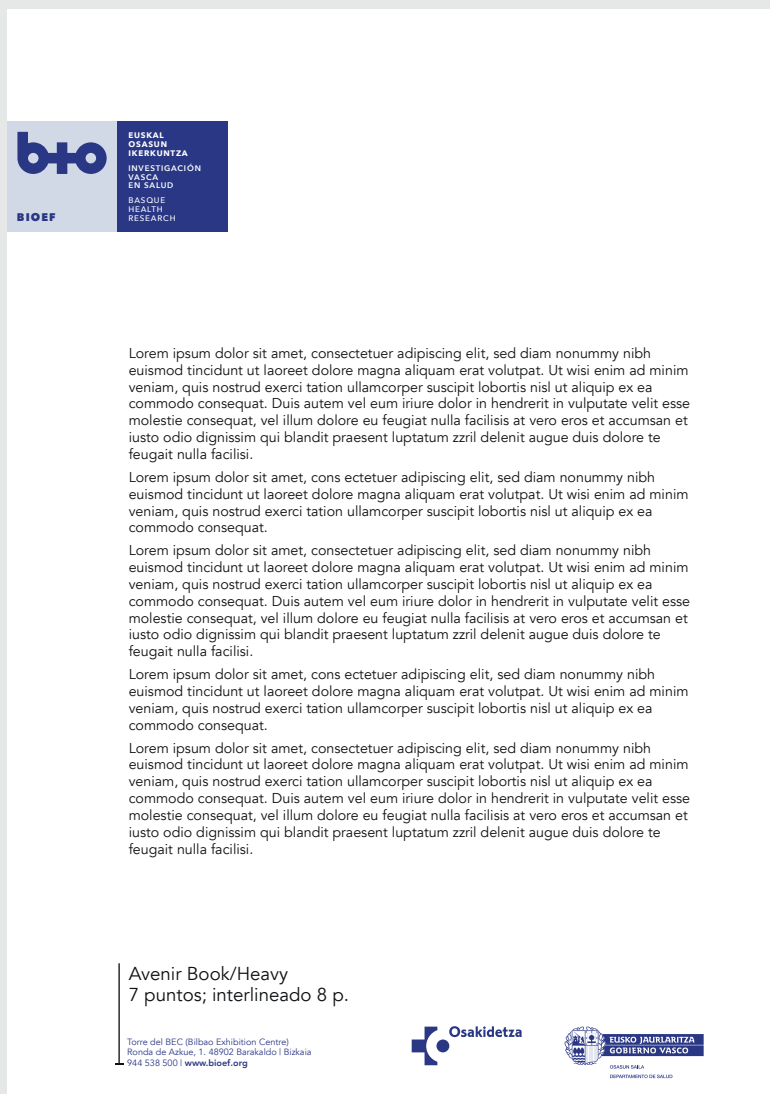 b+o
BIOEF
EUSKAL
OSASUN
IKERKUNTZA
INVESTIGACIÓN
VASCA
EN SALUD
BASQUE
HEALTH
RESEARCH
Lorem ipsum dolor sit amet, consectetuer adipiscing elit, sed diam nonummy nibh
euismod tincidunt ut laoreet dolore magna aliquam erat volutpat. Ut wisi enim ad minim
veniam, quis nostrud exerci tation ullamcorper suscipit lobortis nisl ut aliquip ex ea
commodo consequat. Duis autem vel eum iriure dolor in hendrerit in vulputate velit esse
molestie consequat, vel illum dolore eu feugiat nulla facilisis at vero eros et accumsan et
iusto odio dignissim qui blandit praesent luptatum zzril delenit augue duis dolore te
feugait nulla facilisi.
Lorem ipsum dolor sit amet, cons ectetuer adipiscing elit, sed diam nonummy nibh
euismod tincidunt ut laoreet dolore magna aliquam erat volutpat. Ut wisi enim ad minim
veniam, quis nostrud exerci tation ullamcorper suscipit lobortis nisl ut aliquip ex ea
commodo consequat.
Lorem ipsum dolor sit amet, consectetuer adipiscing elit, sed diam nonummy nibh
euismod tincidunt ut laoreet dolore magna aliquam erat volutpat. Ut wisi enim ad minim
veniam, quis nostrud exerci tation ullamcorper suscipit lobortis nisl ut aliquip ex ea
commodo consequat. Duis autem vel eum iriure dolor in hendrerit in vulputate velit esse
molestie consequat, vel illum dolore eu feugiat nulla facilisis at vero eros et accumsan et
iusto odio dignissim qui blandit praesent luptatum zzril delenit augue duis dolore te
feugait nulla facilisi.
Lorem ipsum dolor sit amet, cons ectetuer adipiscing elit, sed diam nonummy nibh
euismod tincidunt ut laoreet dolore magna aliquam erat volutpat. Ut wisi enim ad minim
veniam, quis nostrud exerci tation ullamcorper suscipit lobortis nisl ut aliquip ex ea
commodo consequat.
Lorem ipsum dolor sit amet, consectetuer adipiscing elit, sed diam nonummy nibh
euismod tincidunt ut laoreet dolore magna aliquam erat volutpat. Ut wisi enim ad minim
veniam, quis nostrud exerci tation ullamcorper suscipit lobortis nisl ut aliquip ex ea
commodo consequat. Duis autem vel eum iriure dolor in hendrerit in vulputate velit esse
molestie consequat, vel illum dolore eu feugiat nulla facilisis at vero eros et accumsan et
iusto odio dignissim qui blandit praesent luptatum zzril delenit augue duis dolore te
feugait nulla facilisi.
Avenir Book/Heavy
7 puntos; interlineado 8 p.
Torre del BEC (Bilbao Exhibition Centre)
Ronda de Azkue, 1. 48902 Barakaldo | Bizkaia
944 538 500 | www.bioef.org
Osakidetza
EUSKO JAURLARITZA
GOBIERNO VASCO
OSASUN SAILA
DEPARTAMENTO DE SALUD